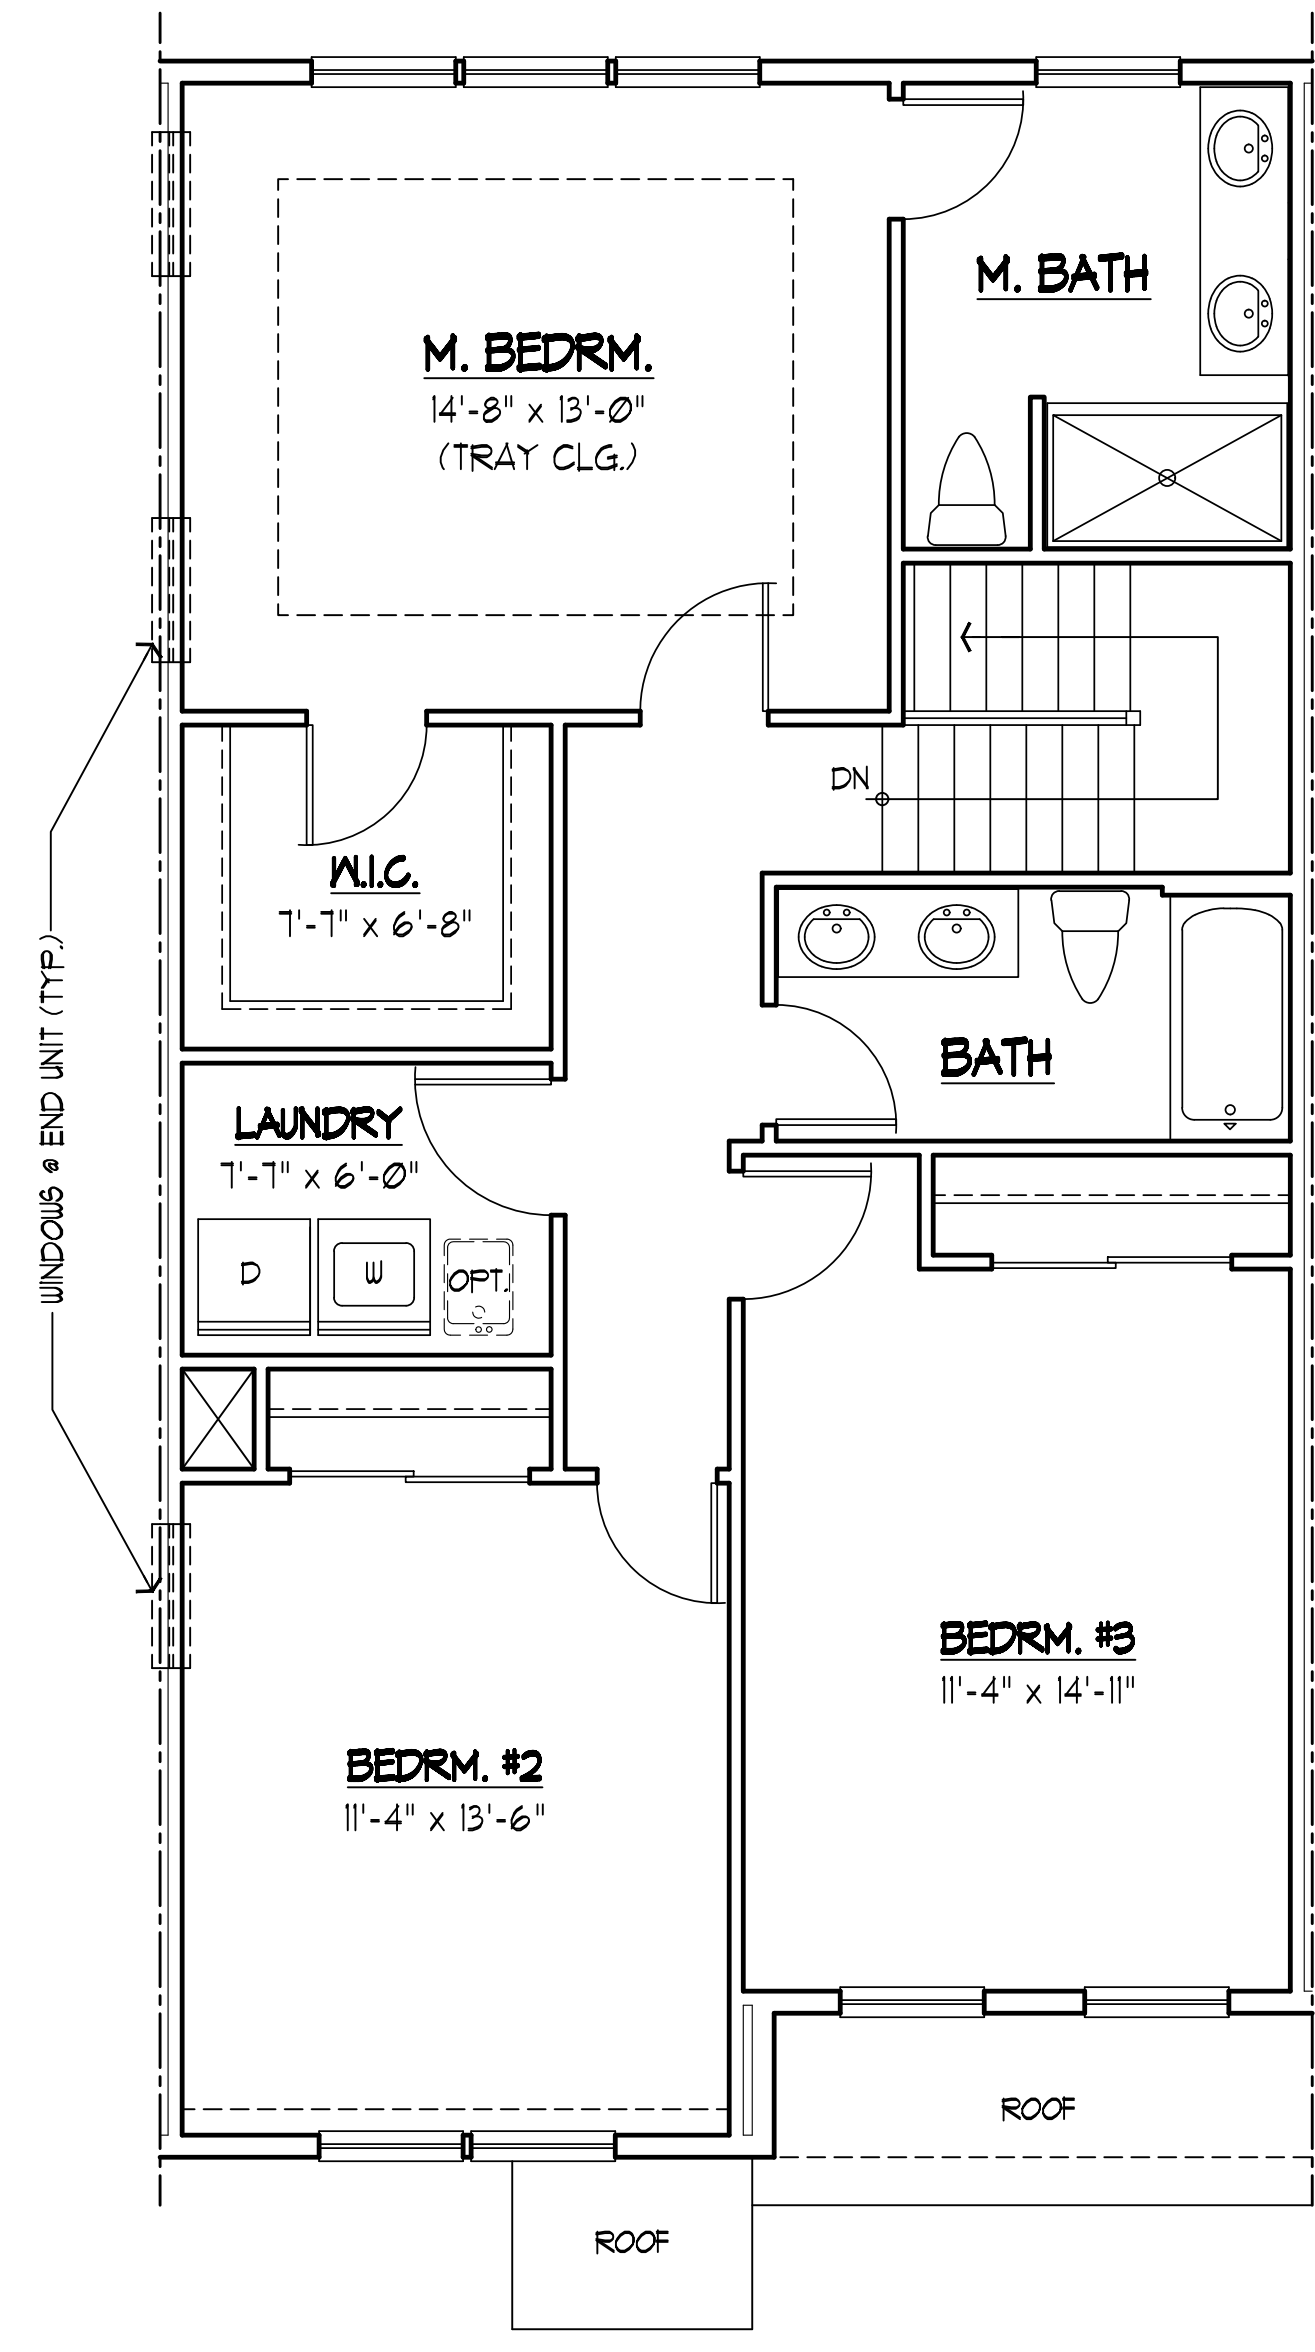 M. BATH
M. BEDRM.
14'-8" x 13'-0"
(TRAY CLG.)
DN
W.I.C.
7'-7" x 6'-8"
WINDOWS @ END UNIT (TYP.)
BATH
LAUNDRY
7'-7" x 6'-0"
D
W
OPT.
BEDRM. #3
11'-4" x 14'-11"
BEDRM. #2
11'-4" x 13'-6"
ROOF
ROOF